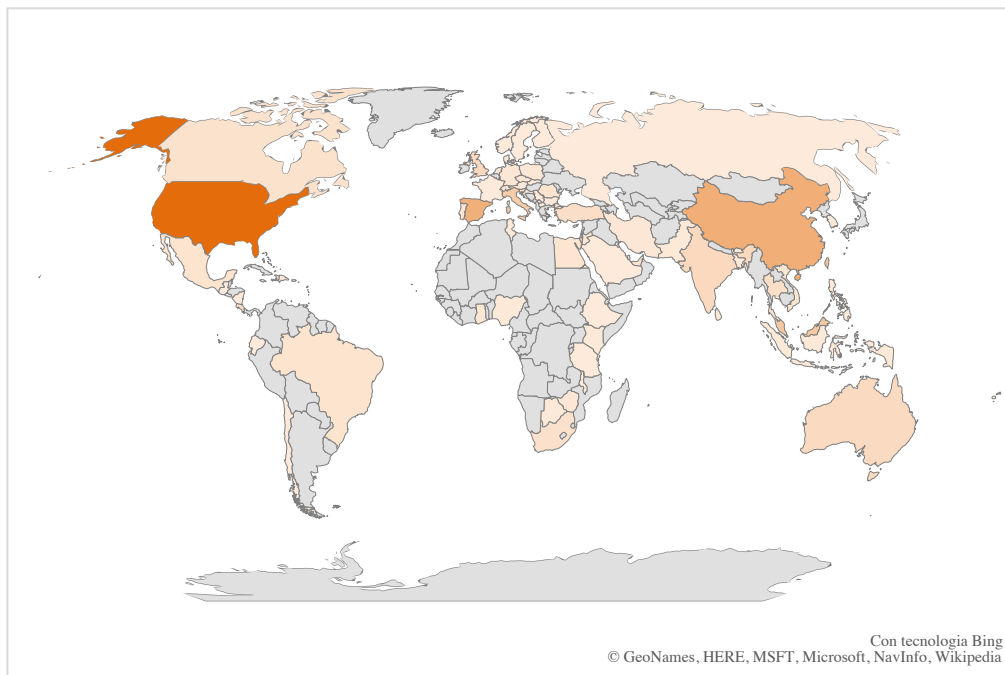 Con tecnologia Bing
© GeoNames, HERE, MSFT, Microsoft, NavInfo, Wikipedia